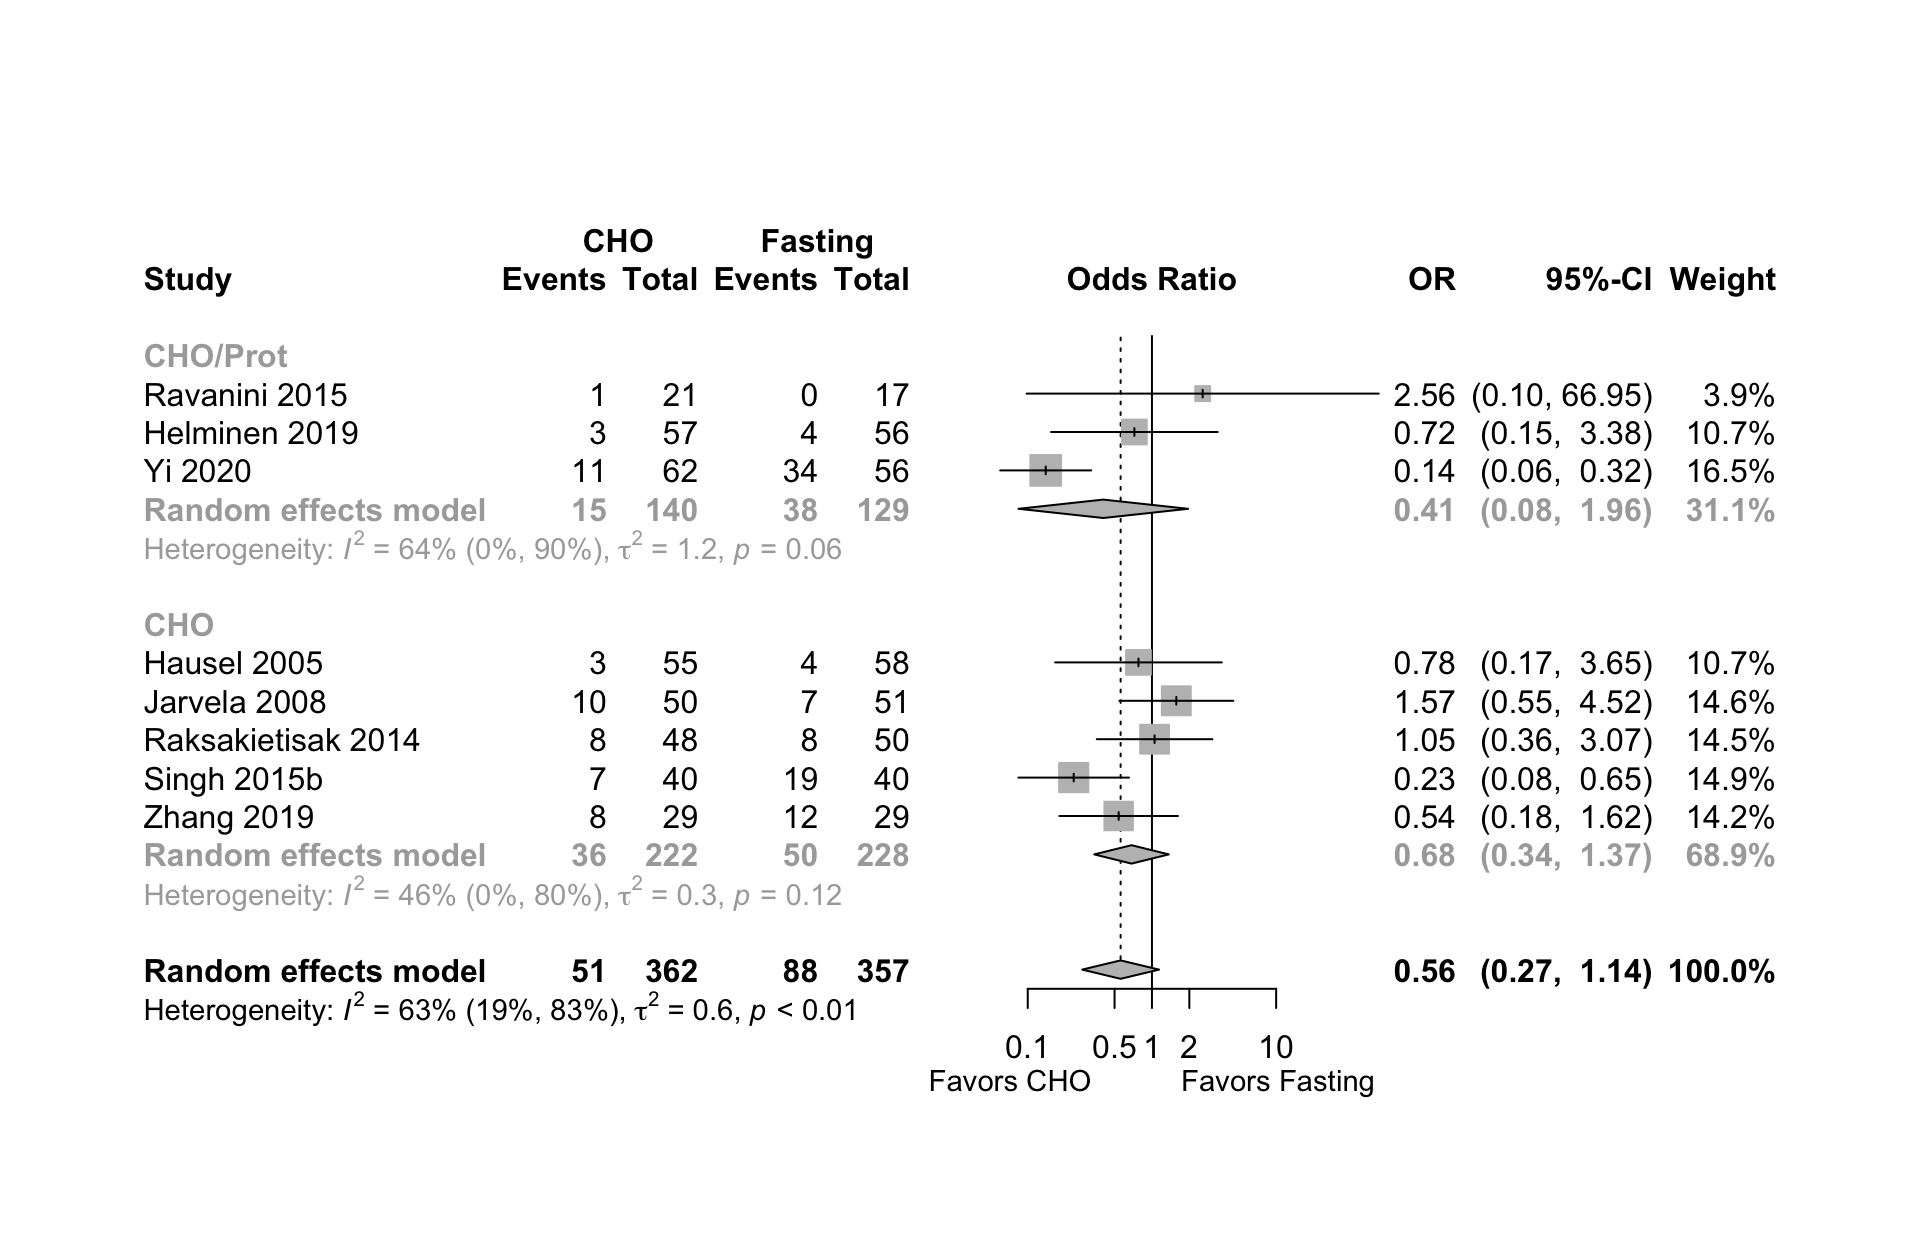 CHO Fasting
Study Events Total Events Total Odds Ratio OR 95%-CI Weight
CHO/Prot
Ravanini 2015 1 21 0 17 2.56 (0.10, 66.95) 3.9%
Helminen 2019 3 57 4 56 0.72 (0.15, 3.38) 10.7%
Yi 2020 11 62 34 56 0.14 (0.06, 0.32) 16.5%
Random effects model 15 140 38 129 0.41 (0.08, 1.96) 31.1%
Heterogeneity: I² = 64% (0%, 90%), τ² = 1.2, p = 0.06
CHO
Hausel 2005 3 55 4 58 0.78 (0.17, 3.65) 10.7%
Jarvela 2008 10 50 7 51 1.57 (0.55, 4.52) 14.6%
Raksakietisak 2014 8 48 8 50 1.05 (0.36, 3.07) 14.5%
Singh 2015b 7 40 19 40 0.23 (0.08, 0.65) 14.9%
Zhang 2019 8 29 12 29 0.54 (0.18, 1.62) 14.2%
Random effects model 36 222 50 228 0.68 (0.34, 1.37) 68.9%
Heterogeneity: I² = 46% (0%, 80%), τ² = 0.3, p = 0.12
Random effects model 51 362 88 357 0.56 (0.27, 1.14) 100.0%
Heterogeneity: I² = 63% (19%, 83%), τ² = 0.6, p < 0.01
0.1 0.5 1 2 10
Favors CHO Favors Fasting